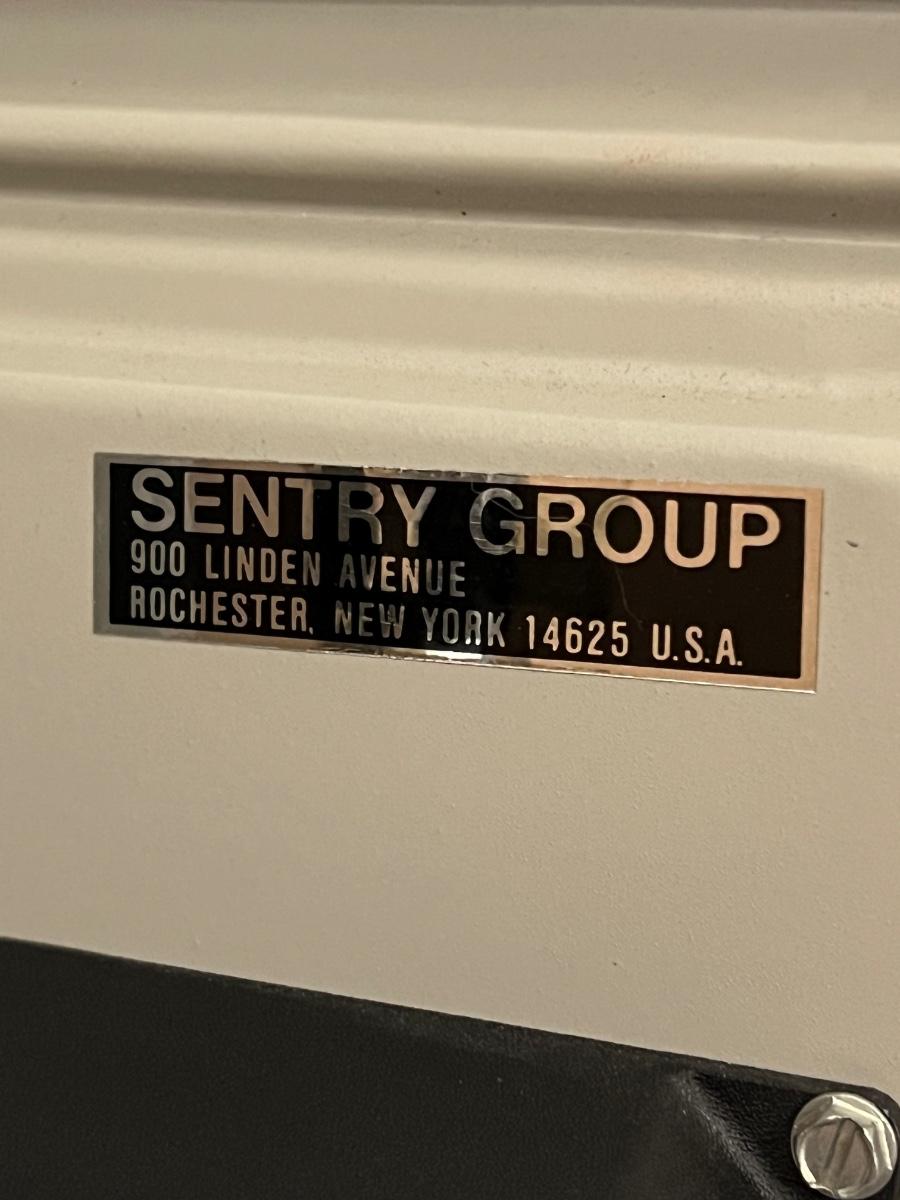 SENTRY GROUP
900 LINDEN AVENUE
ROCHESTER, NEW YORK 14625 U.S.A.